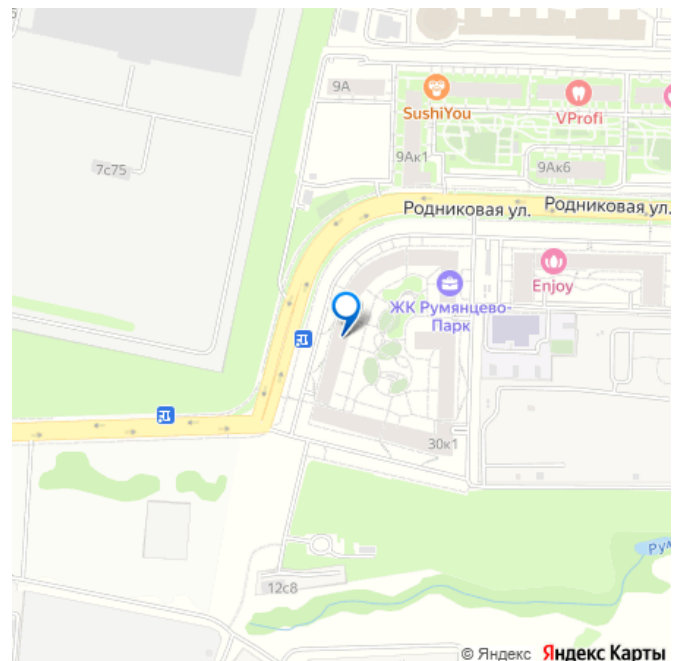 9А
SushiYou
VProfi
7с75
9Ак1
9Ак6
Родниковая ул.
Родниковая ул.
Enjoy
ЖК Румянцево-
Парк
30к1
12с8
© Яндекс Яндекс Карты